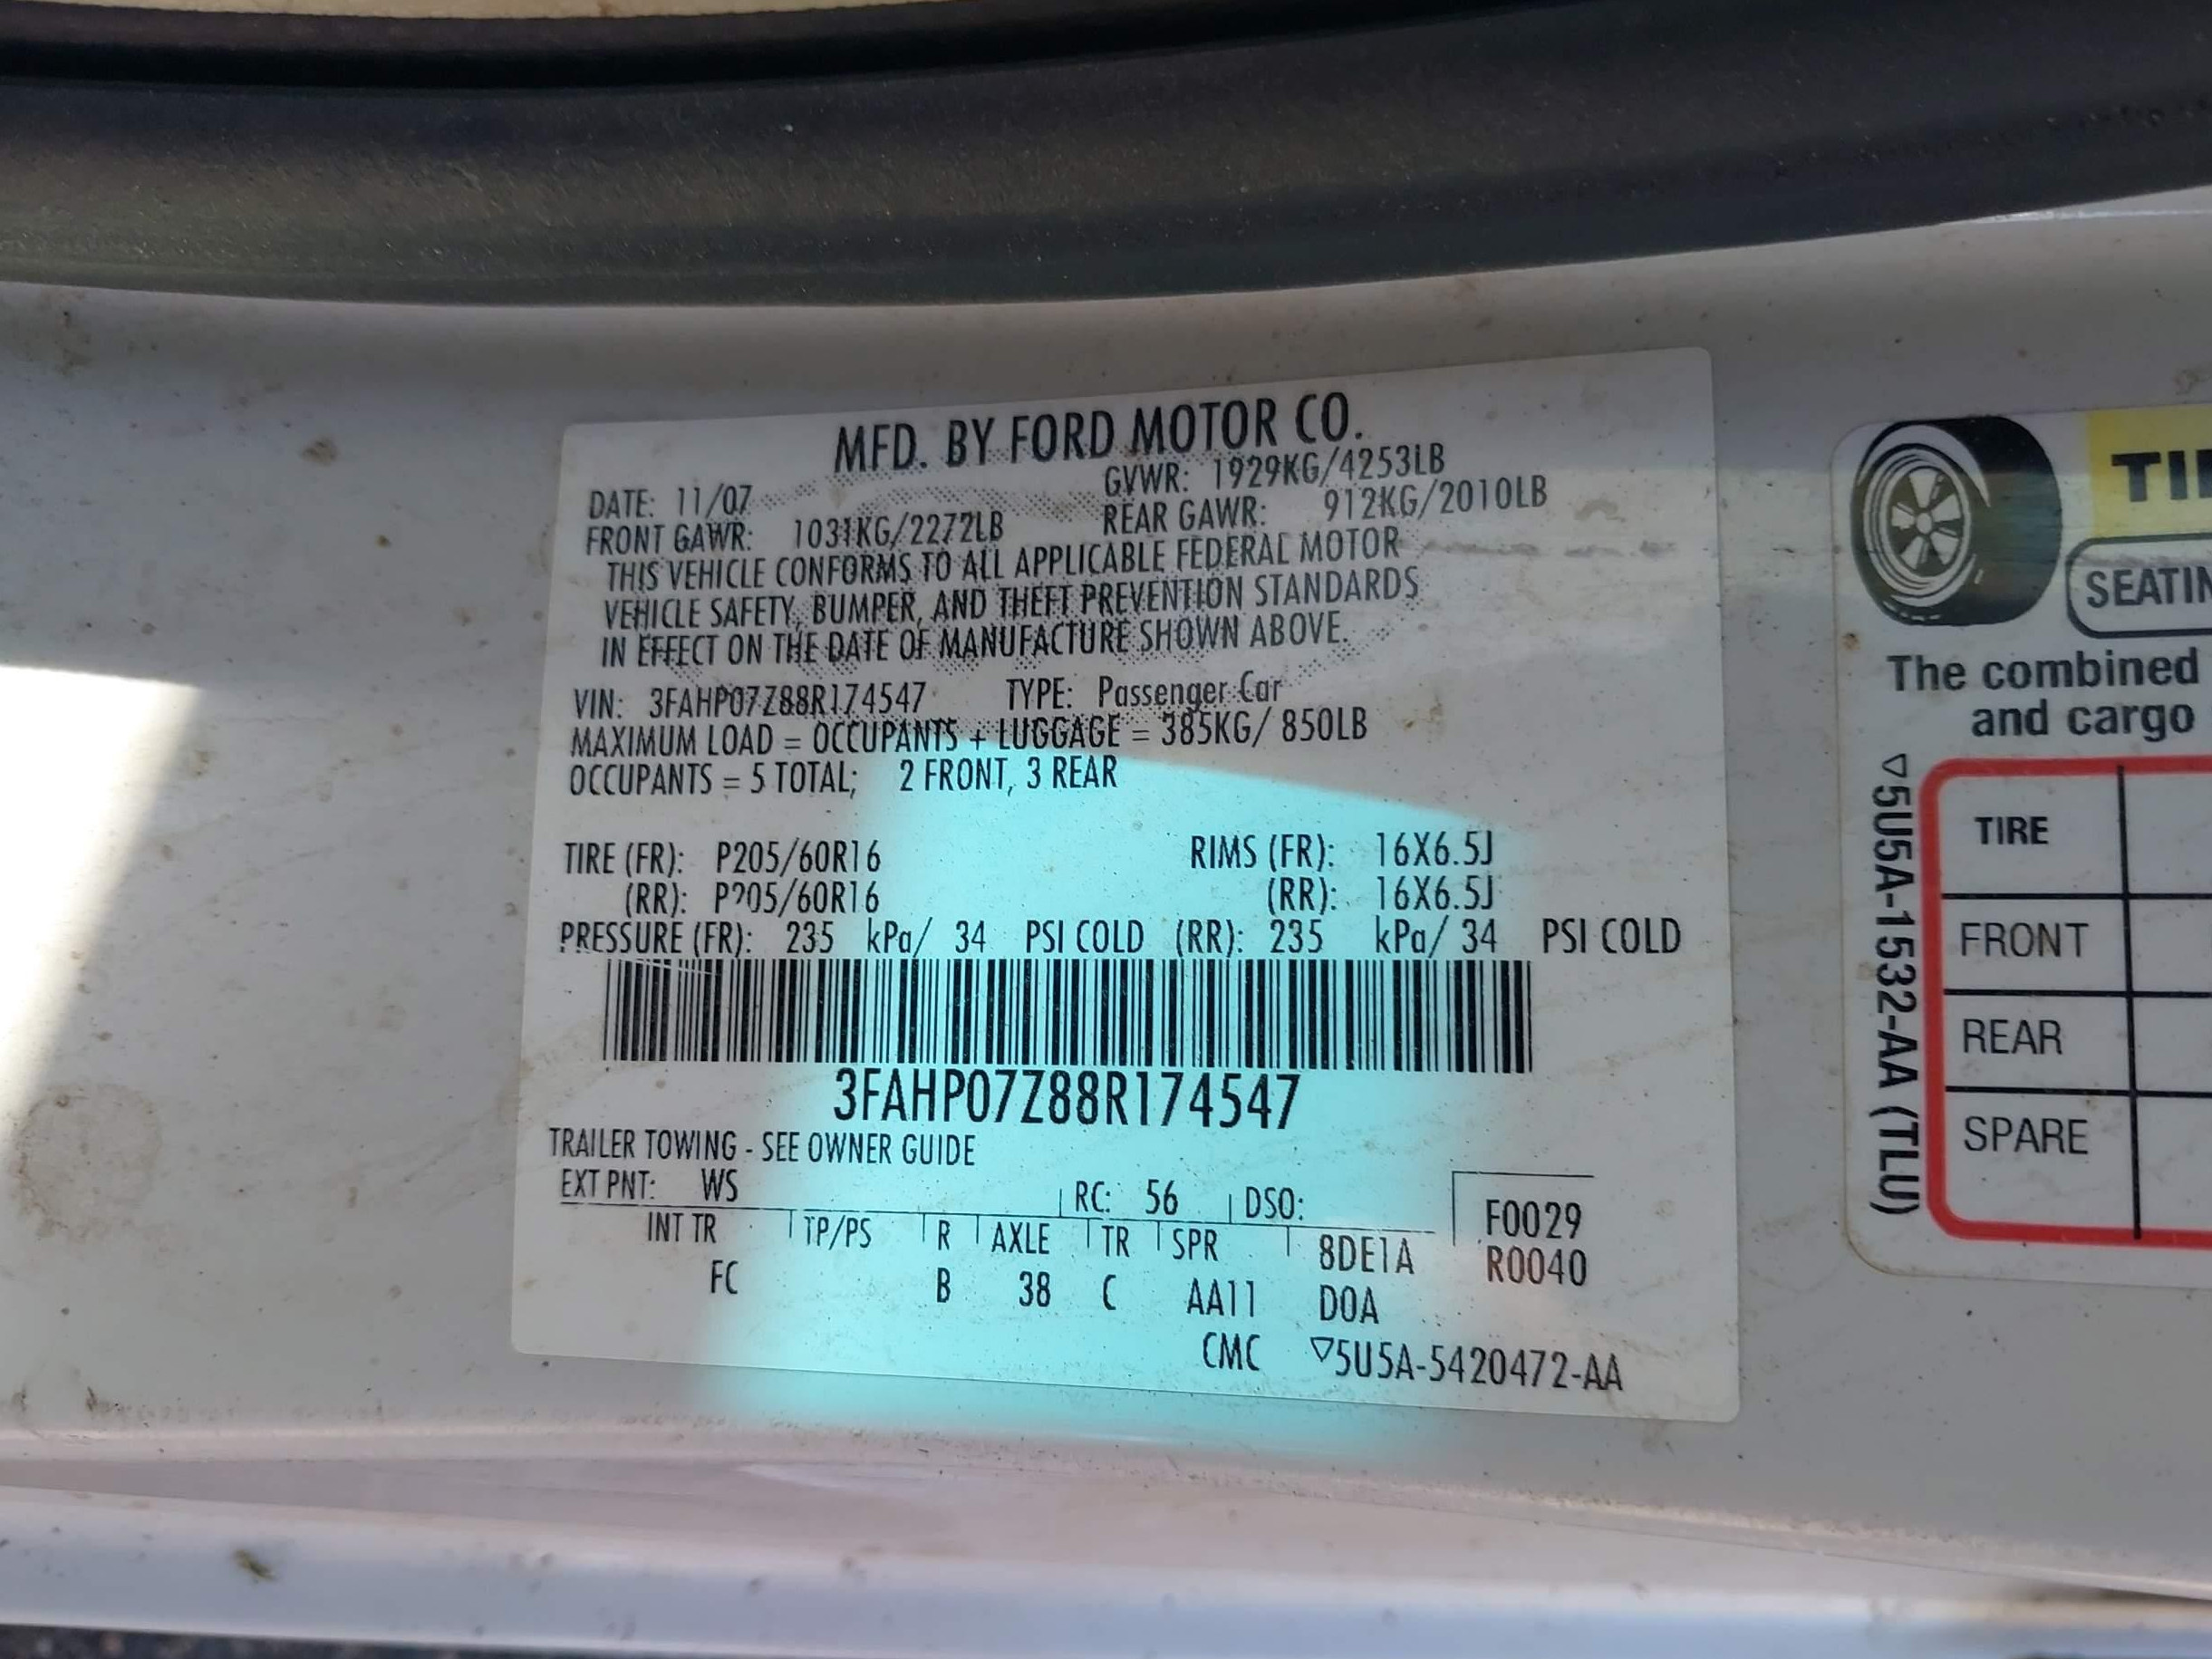 MFD. BY FORD MOTOR CO.
DATE: 11/07 GVWR: 1929KG/4253LB
FRONT GAWR: 1031KG/2272LB REAR GAWR: 912KG/2010LB
THIS VEHICLE CONFORMS TO ALL APPLICABLE FEDERAL MOTOR
VEHICLE SAFETY, BUMPER, AND THEFT PREVENTION STANDARDS
IN EFFECT ON THE DATE OF MANUFACTURE SHOWN ABOVE.
VIN: 3FAHP07Z88R174547 TYPE: Passenger Car
MAXIMUM LOAD = OCCUPANTS + LUGGAGE = 385KG/ 850LB
OCCUPANTS = 5 TOTAL; 2 FRONT, 3 REAR
TIRE (FR): P205/60R16 RIMS (FR): 16X6.5J
(RR): P205/60R16 (RR): 16X6.5J
PRESSURE (FR): 235 kPa/ 34 PSI COLD (RR): 235 kPa/ 34 PSI COLD
3FAHP07Z88R174547
TRAILER TOWING - SEE OWNER GUIDE
EXT PNT: WS RC: 56 DSO: F0029
INT TR TP/PS R AXLE TR SPR 8DE1A R0040
FC B 38 C AA11 DOA
CMC ▽5U5A-5420472-AA
TI
SEATIN
The combined
and cargo
▽5U5A-1532-AA (TLU)
TIRE
FRONT
REAR
SPARE